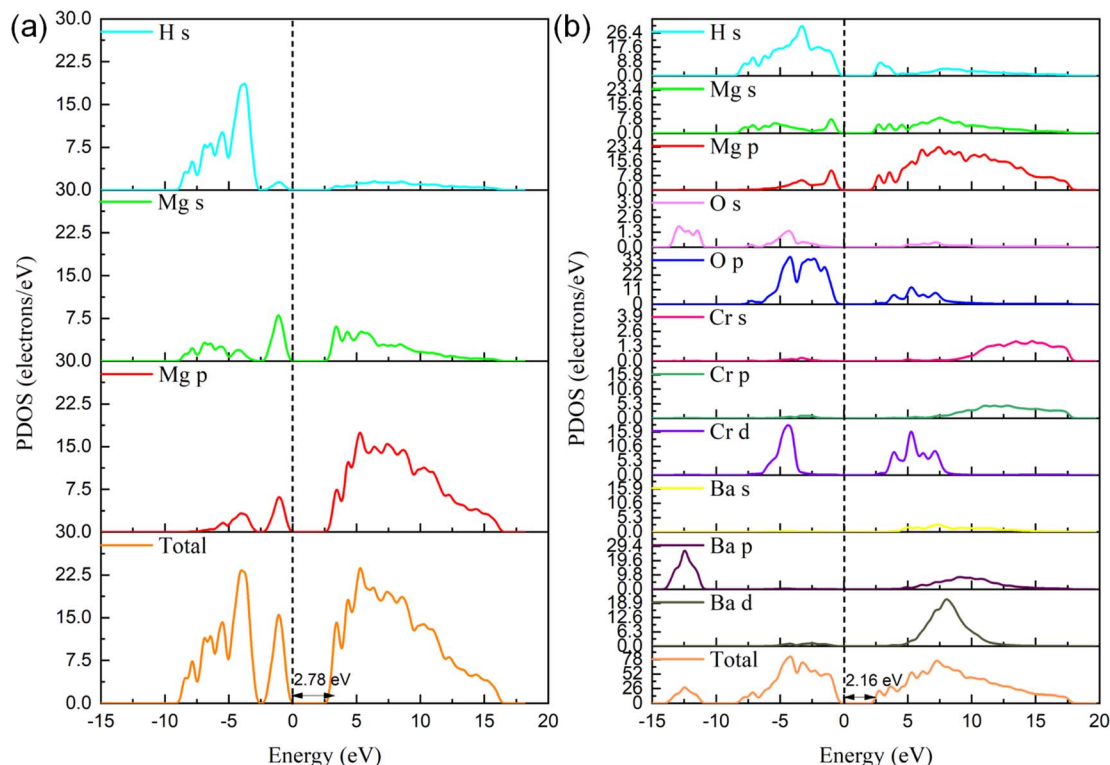 (a)
30.0
H s
22.5
15.0
7.5
30.0
Mg s
22.5
15.0
7.5
30.0
Mg p
22.5
15.0
7.5
30.0
Total
22.5
15.0
7.5
0.0
2.78 eV
-15 -10 -5 0 5 10 15 20
Energy (eV)
PDOS (electrons/eV)
(b)
H s
26.4
17.6
8.8
0.0
Mg s
23.4
15.6
7.8
0.0
Mg p
23.4
15.6
7.8
0.0
O s
3.9
2.6
1.3
0.0
O p
33
22
11
0
Cr s
3.9
2.6
1.3
0.0
Cr p
15.9
10.6
5.3
0.0
Cr d
15.9
10.6
5.3
0.0
Ba s
15.9
10.6
5.3
0.0
Ba p
29.4
19.6
9.8
0.0
Ba d
18.9
12.6
6.3
0.0
Total
78
52
26
0
2.16 eV
-15 -10 -5 0 5 10 15 20
Energy (eV)
PDOS (electrons/eV)